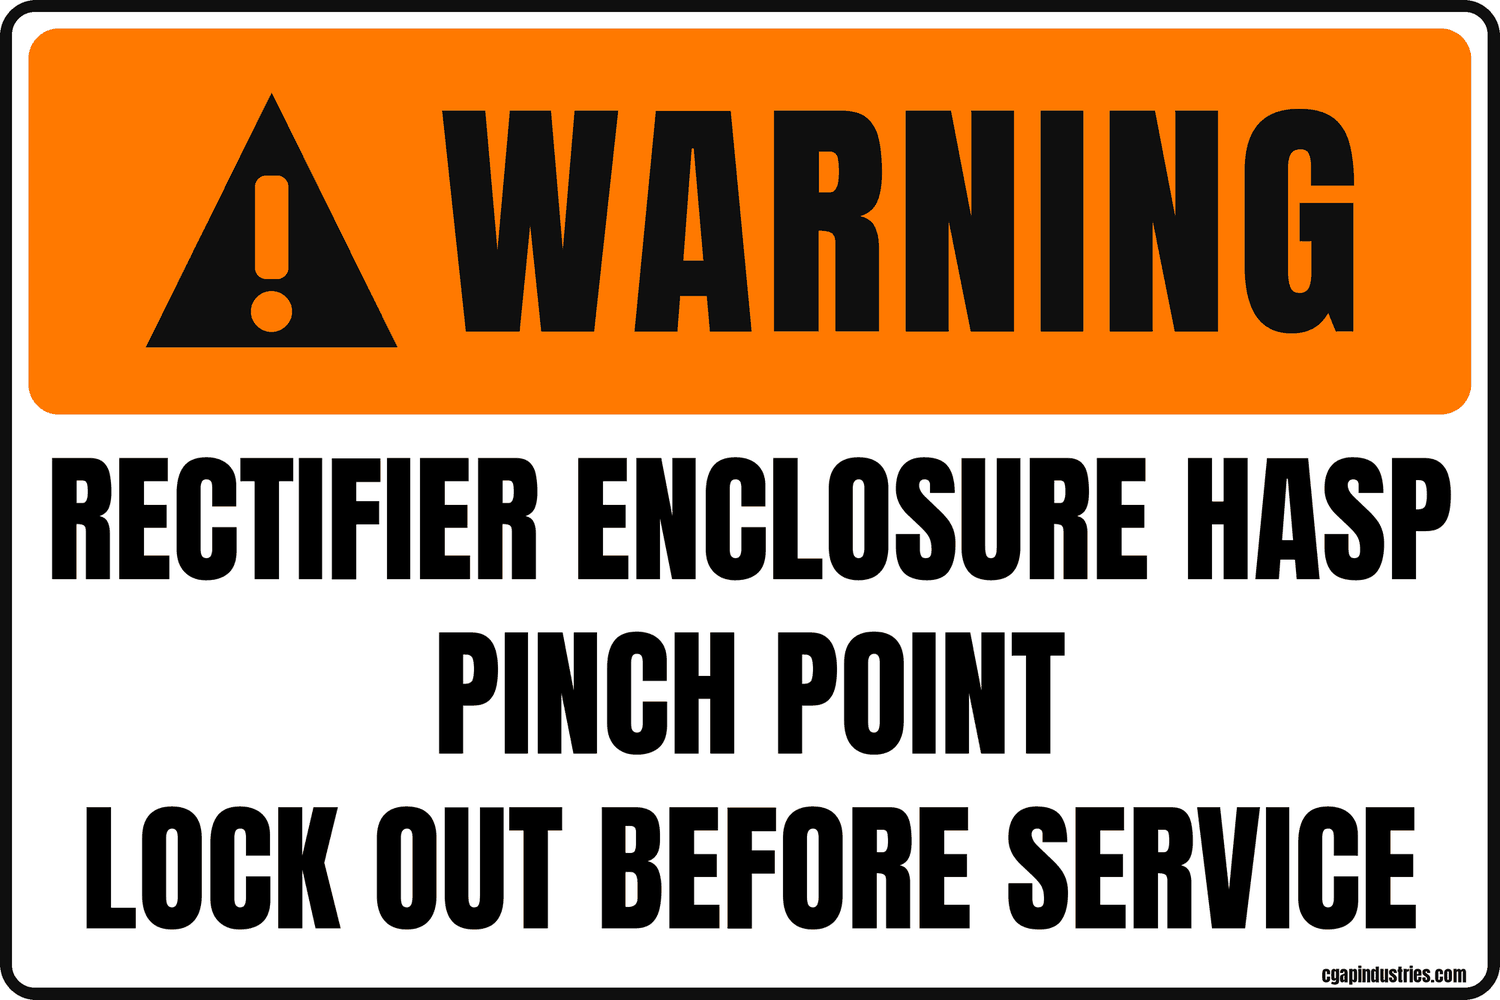 WARNING
RECTIFIER ENCLOSURE HASP
PINCH POINT
LOCK OUT BEFORE SERVICE
cgapindustries.com